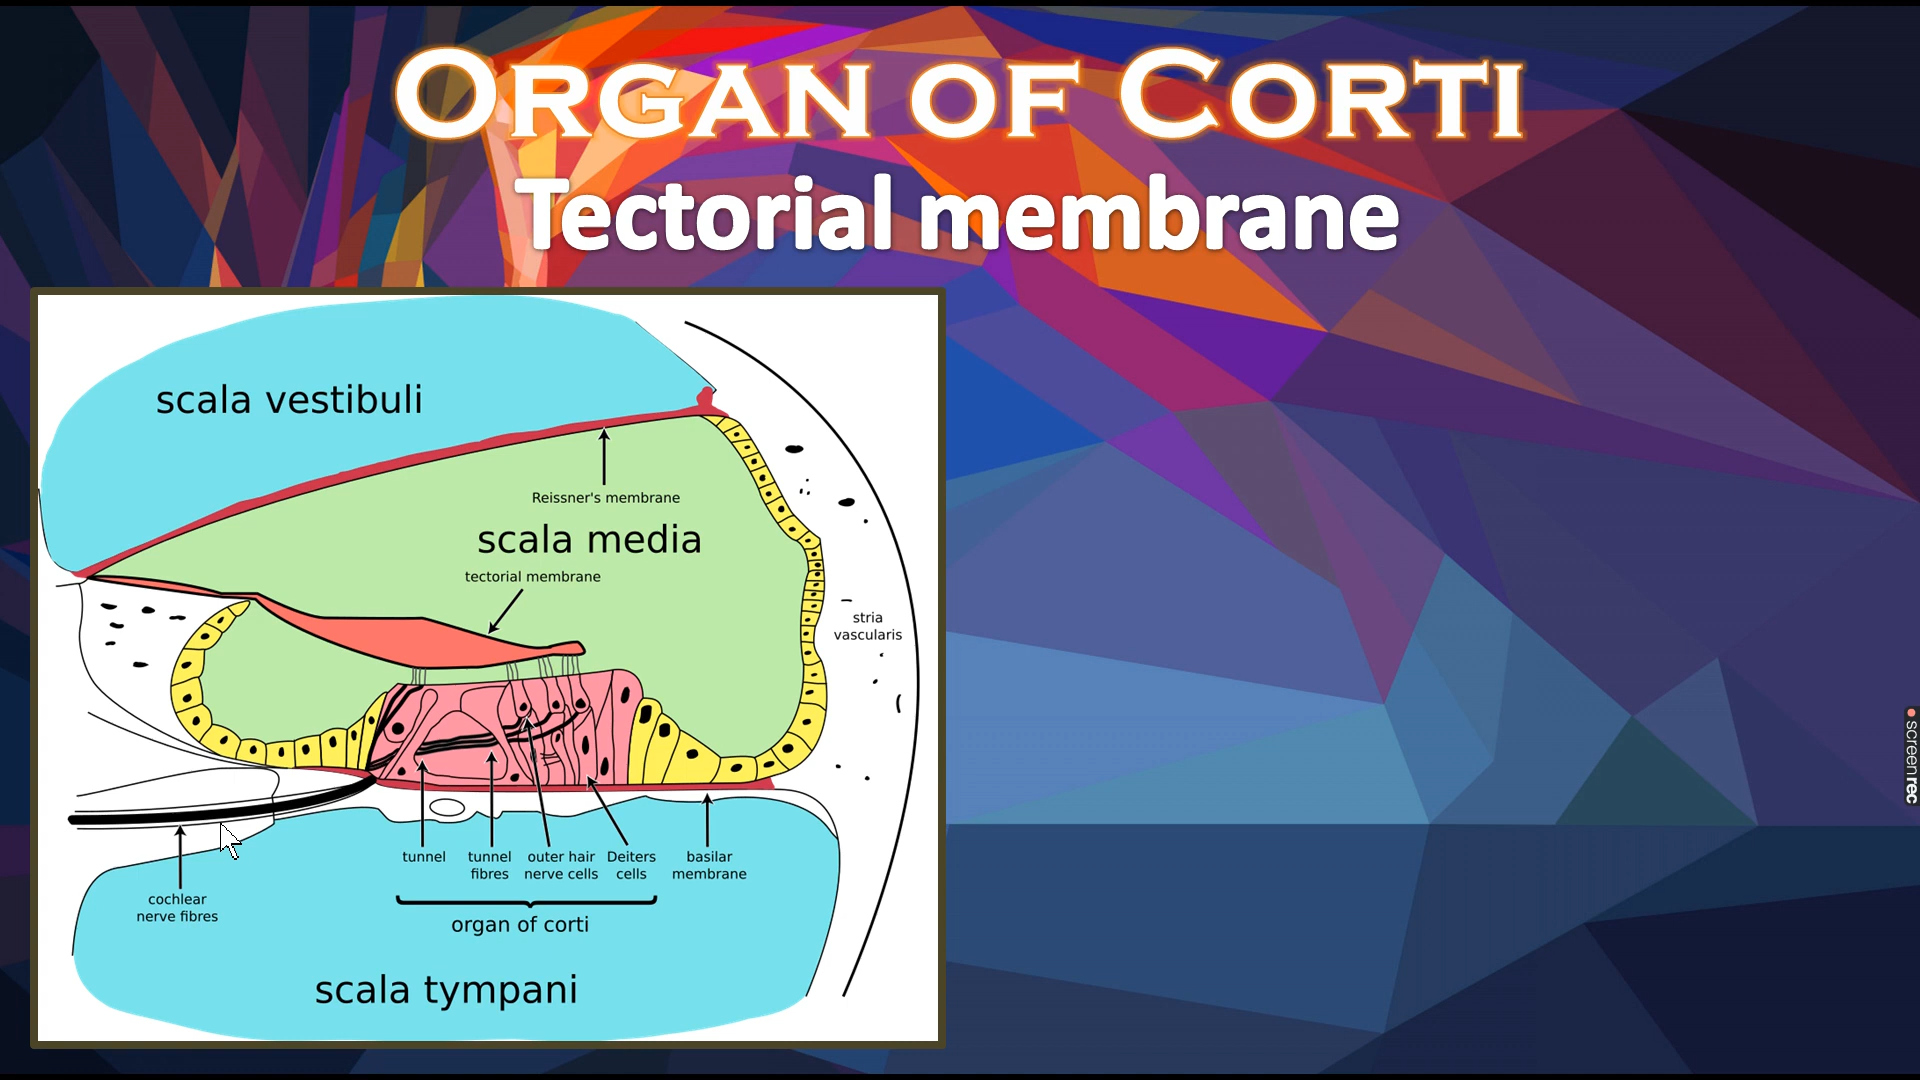 Organ of Corti
Tectorial membrane
scala vestibuli
Reissner's membrane
scala media
tectorial membrane
stria
vascularis
tunnel
tunnel
fibres
outer hair
nerve cells
Deiters
cells
basilar
membrane
cochlear
nerve fibres
organ of corti
scala tympani
screenrec